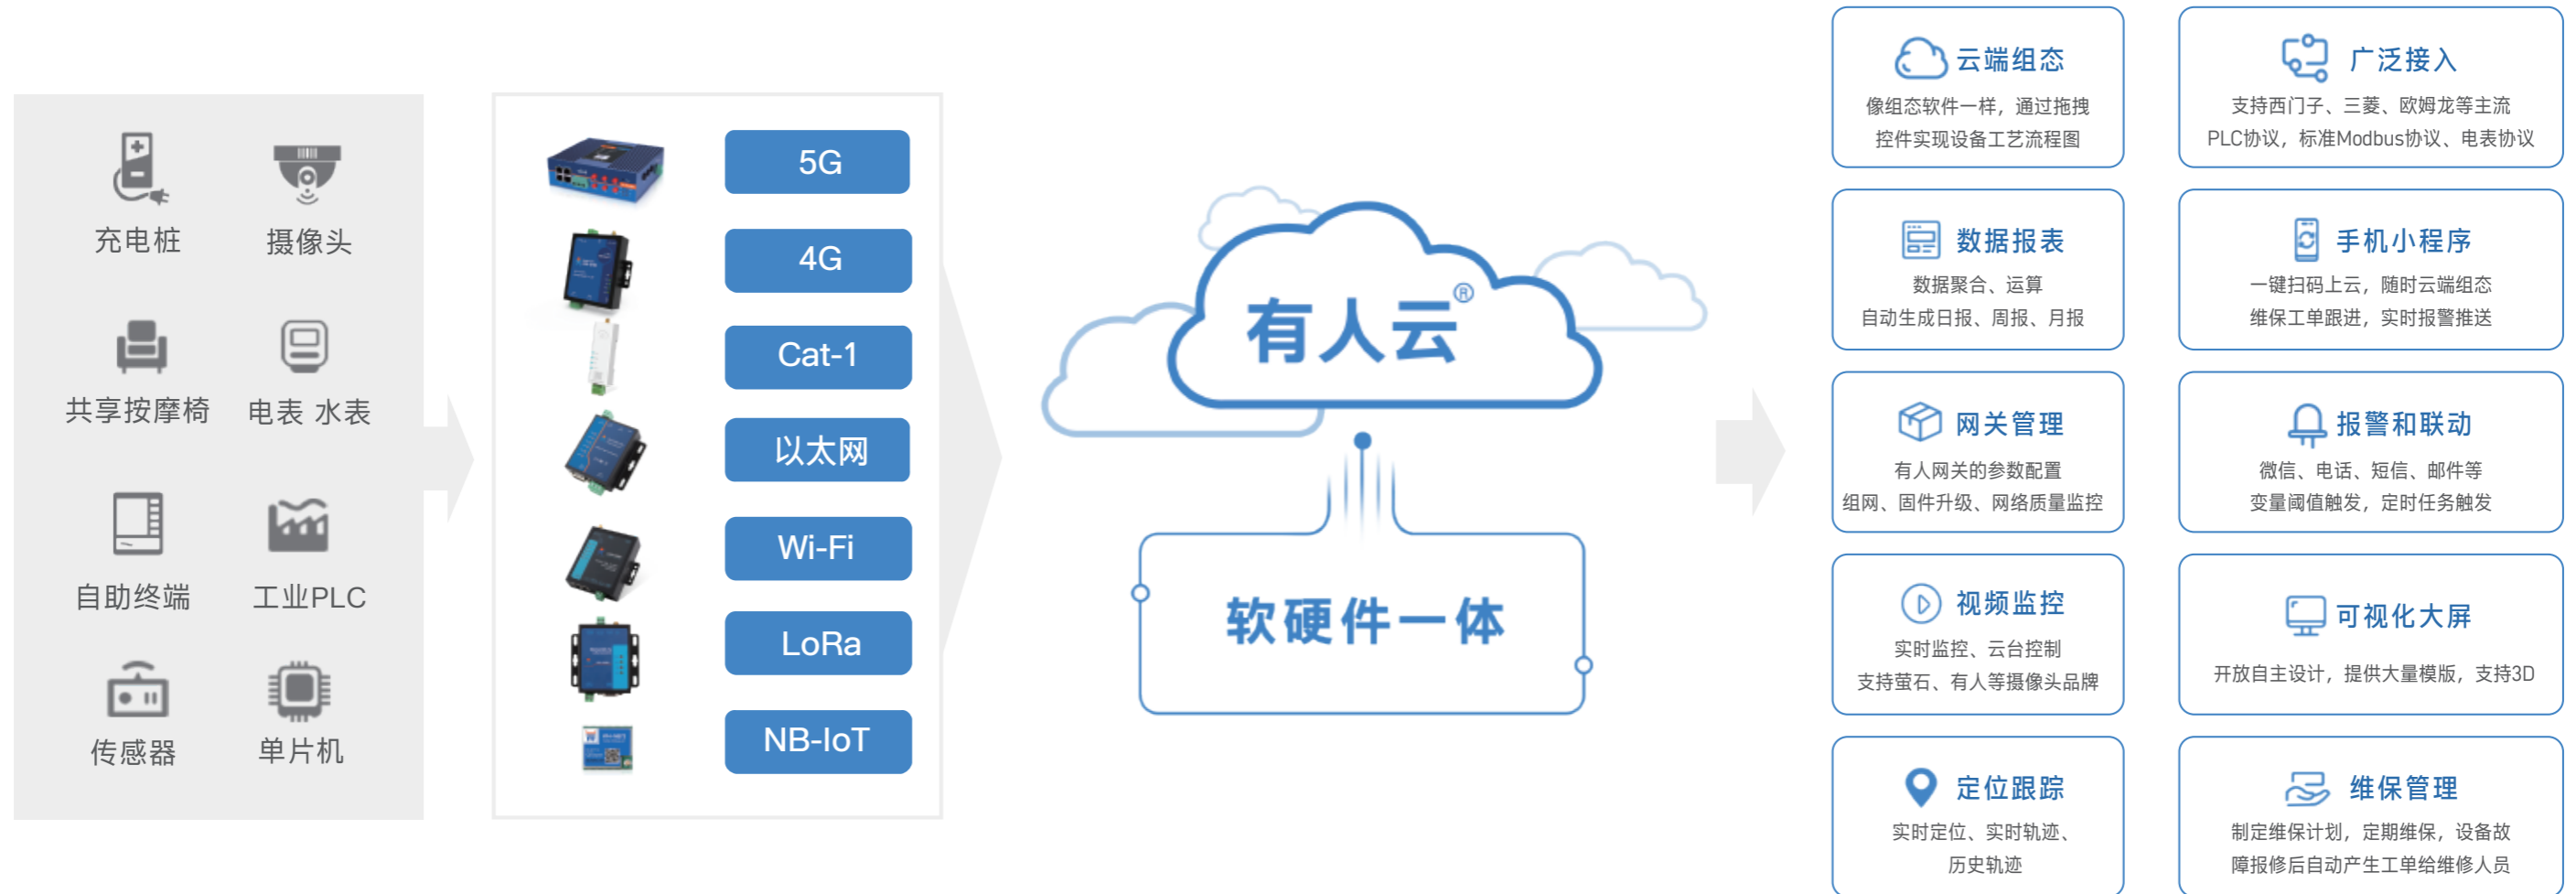 充电桩
摄像头
共享按摩椅
电表 水表
自助终端
工业PLC
传感器
单片机
5G
4G
Cat-1
以太网
Wi-Fi
LoRa
NB-IoT
有人云®
软硬件一体
云端组态
像组态软件一样，通过拖拽
控件实现设备工艺流程图
广泛接入
支持西门子、三菱、欧姆龙等主流
PLC协议，标准Modbus协议、电表协议
数据报表
数据聚合、运算
自动生成日报、周报、月报
手机小程序
一键扫码上云，随时云端组态
维保工单跟进，实时报警推送
网关管理
有人网关的参数配置
组网、固件升级、网络质量监控
报警和联动
微信、电话、短信、邮件等
变量阈值触发，定时任务触发
视频监控
实时监控、云台控制
支持萤石、有人等摄像头品牌
可视化大屏
开放自主设计，提供大量模版，支持3D
定位跟踪
实时定位、实时轨迹、
历史轨迹
维保管理
制定维保计划，定期维保，设备故
障报修后自动产生工单给维修人员